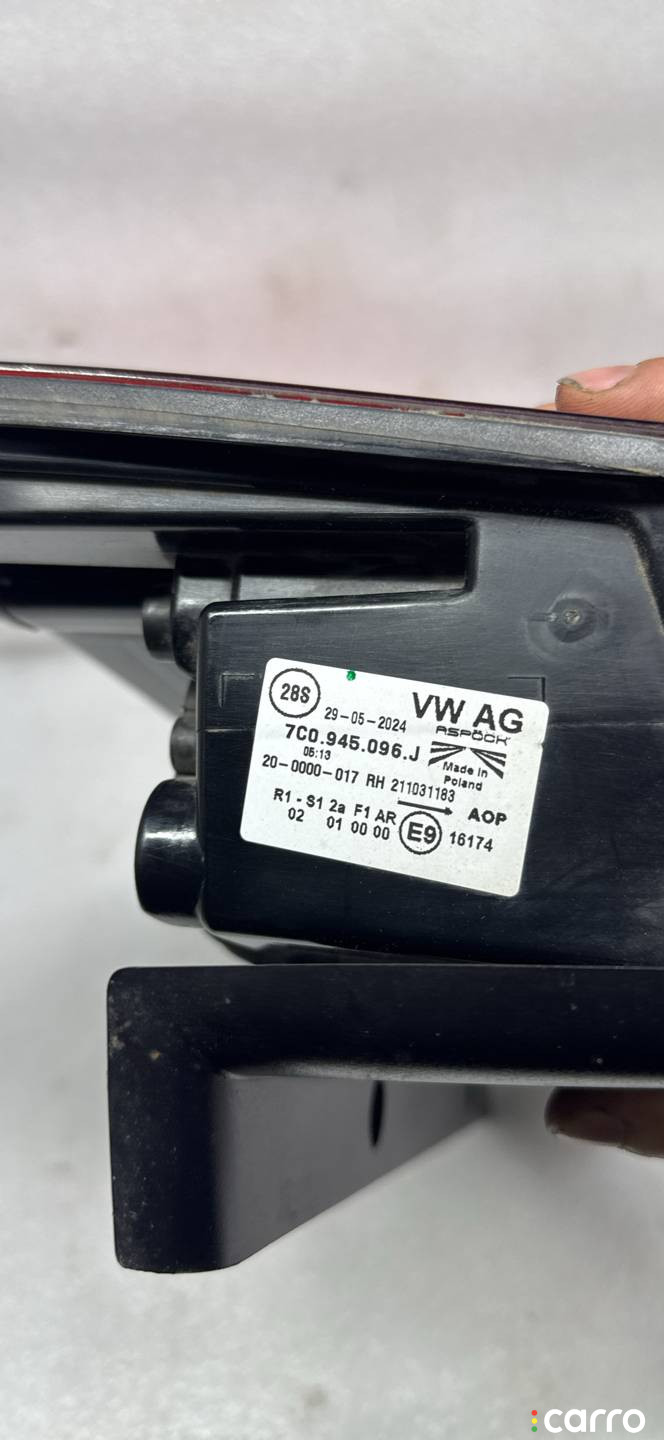 28S
29-05-2024
VW AG
ASPÖCK
7C0.945.096.J
05:13
Made in
Poland
20-0000-017 RH 211031183
R1 - S1 2a F1 AR
02 01 00 00
AOP
E9 16174
carro